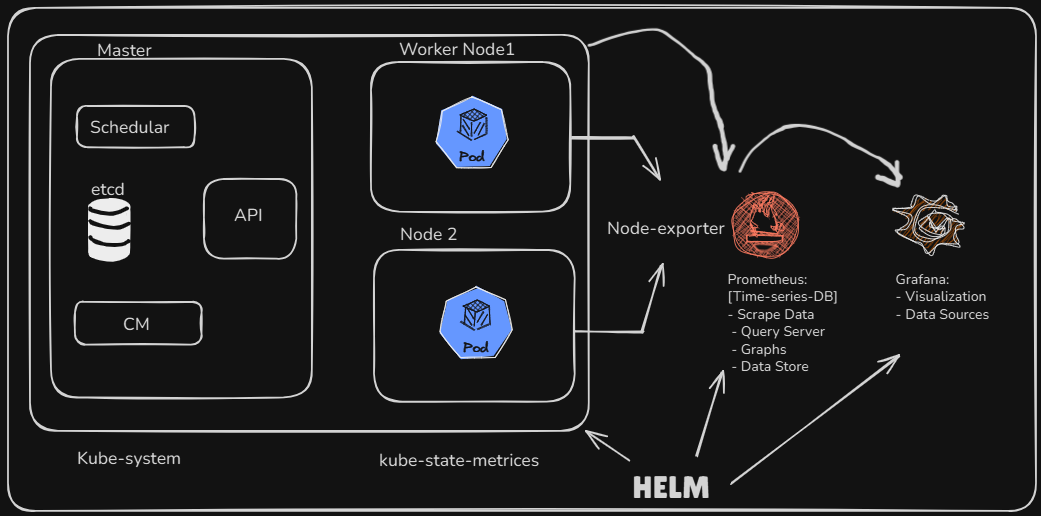 Master
Schedular
etcd
API
CM
Worker Node1
Pod
Node 2
Pod
Kube-system
kube-state-metrices
Node-exporter
Prometheus:
[Time-series-DB]
- Scrape Data
- Query Server
- Graphs
- Data Store
Grafana:
- Visualization
- Data Sources
HELM